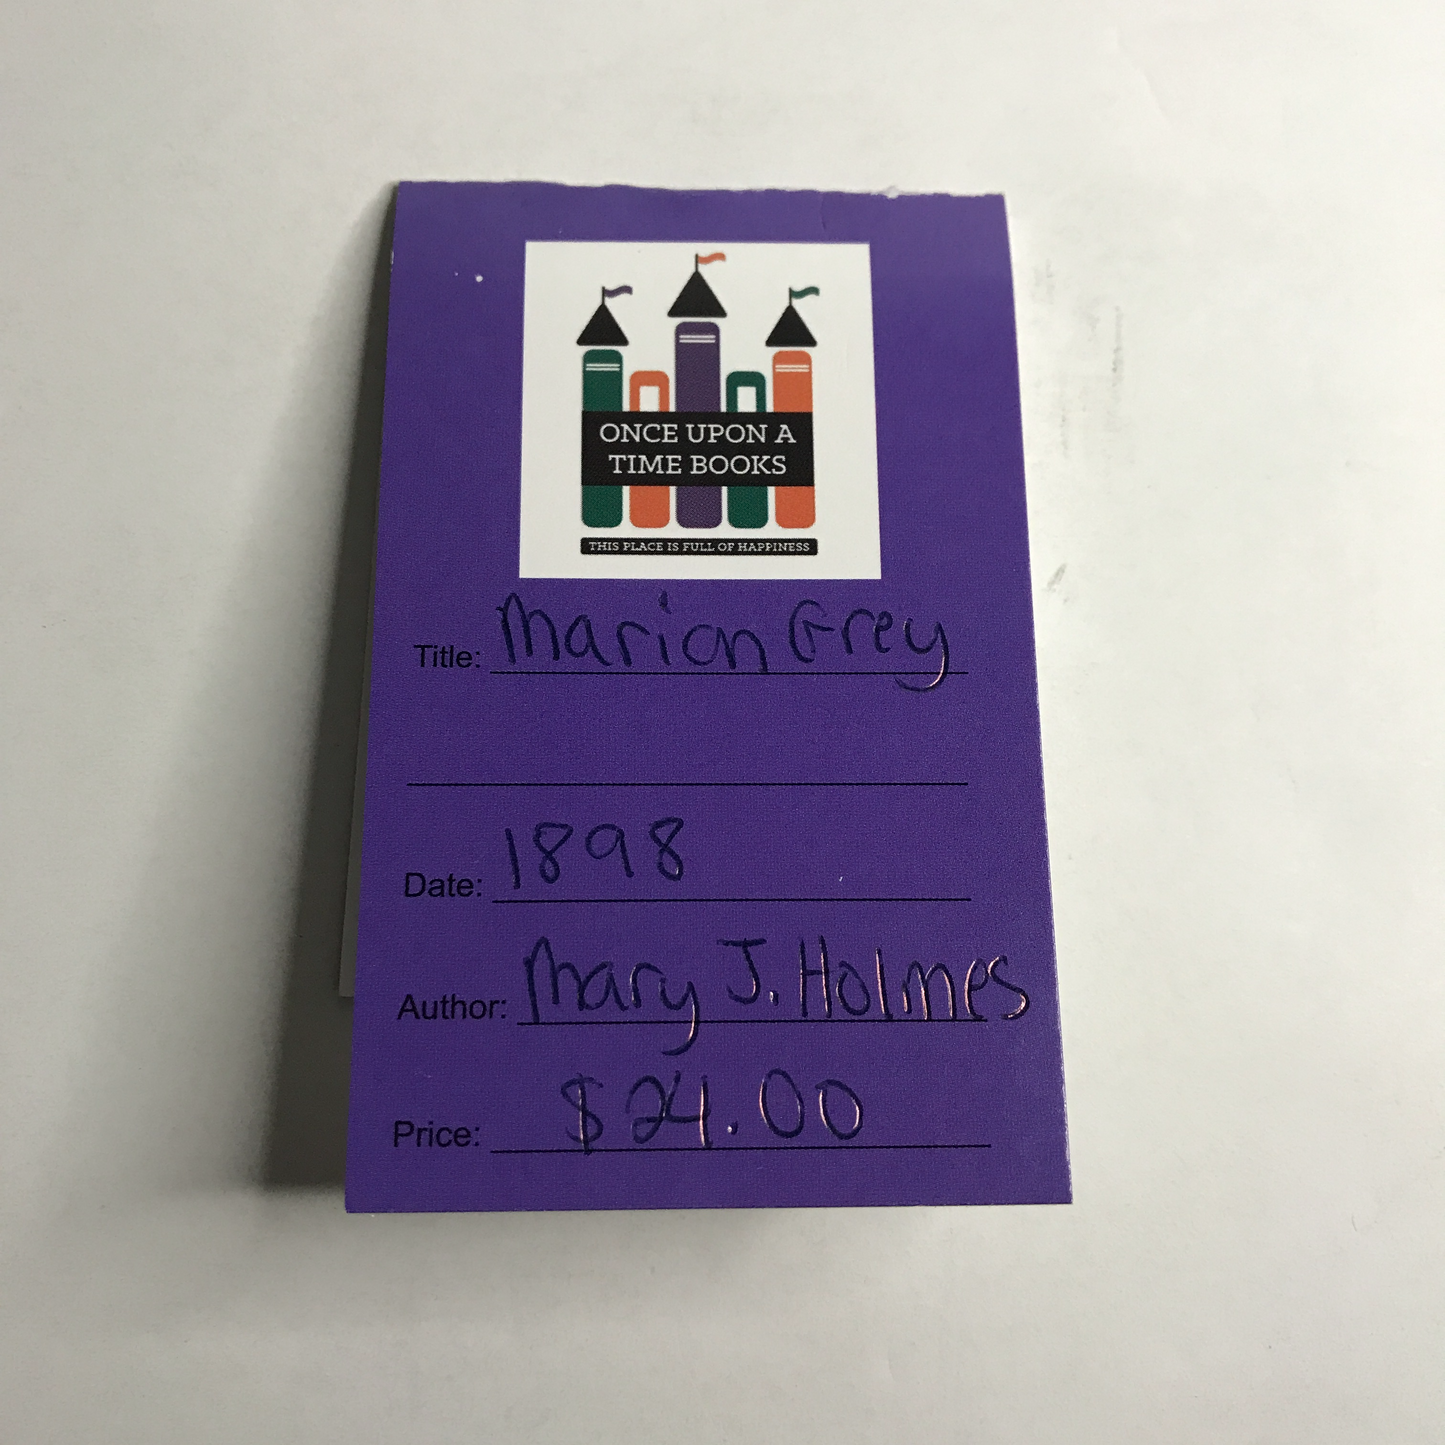 ONCE UPON A
TIME BOOKS
THIS PLACE IS FULL OF HAPPINESS
Title: Marion Grey
Date: 1898
Author: Mary J. Holmes
Price: $24.00